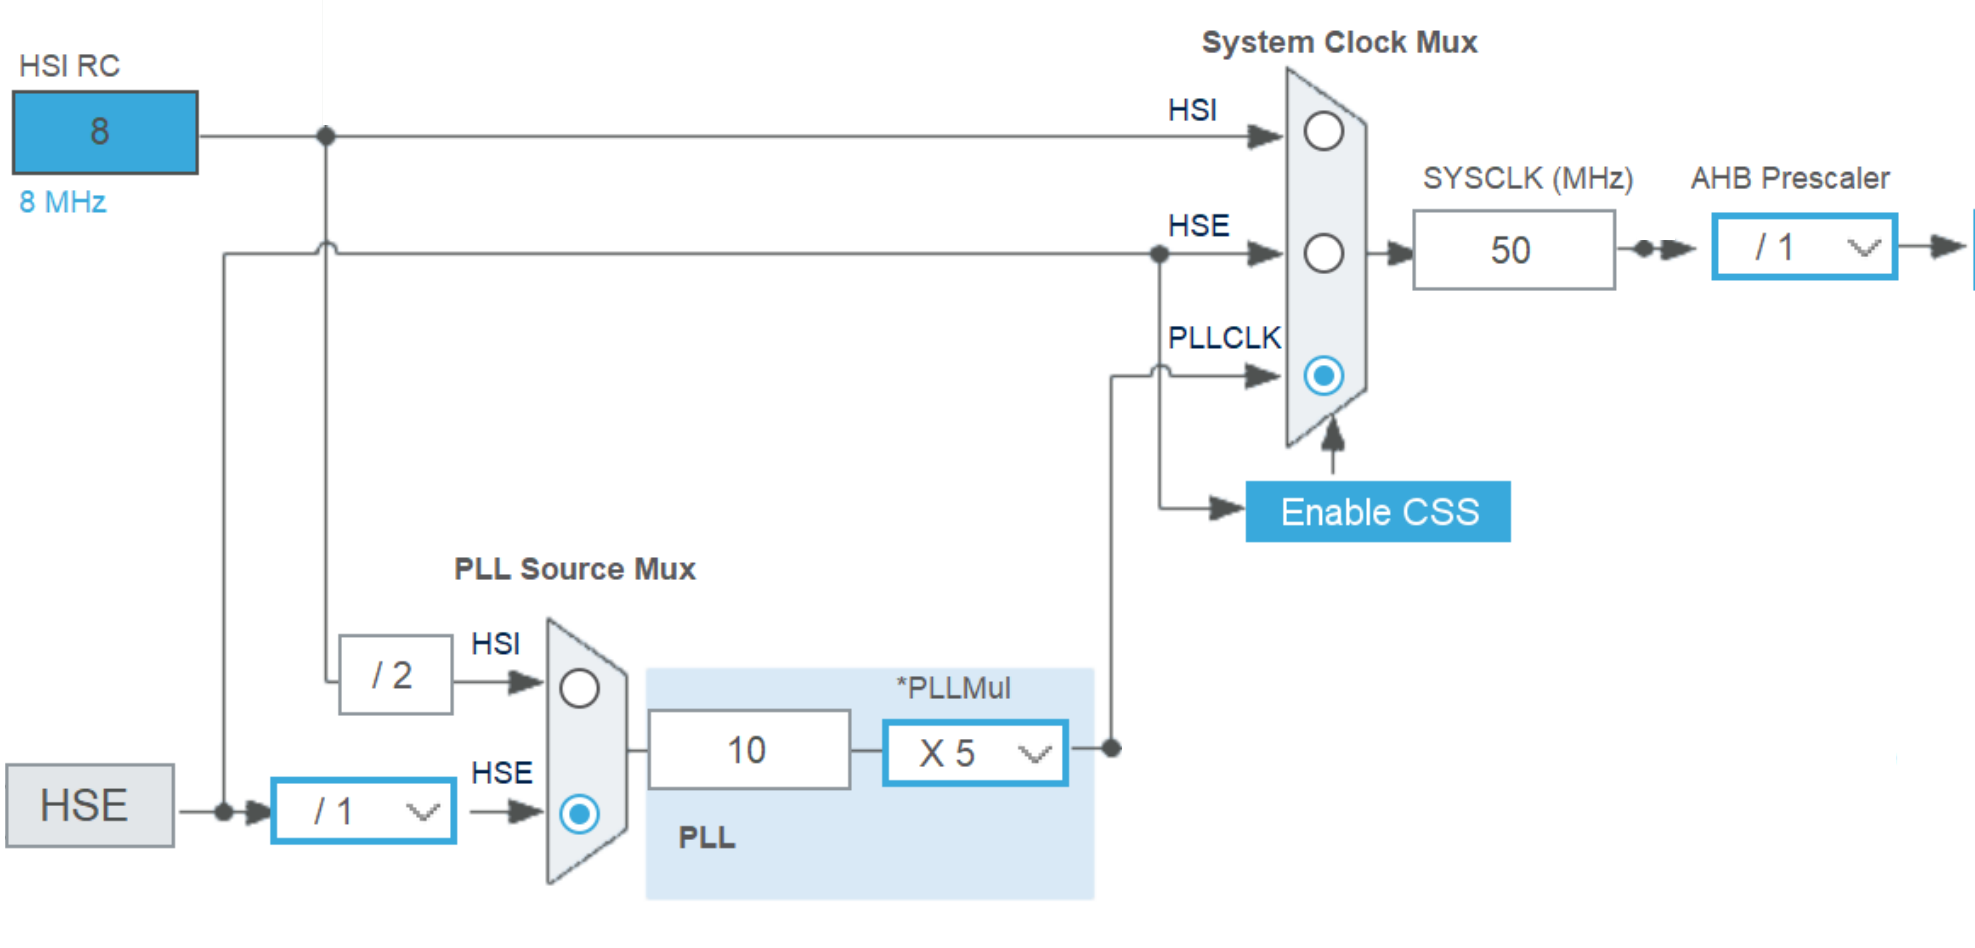 System Clock Mux
HSI RC
8
8 MHz
HSI
HSE
PLLCLK
SYSCLK (MHz)
50
AHB Prescaler
/ 1
Enable CSS
PLL Source Mux
/ 2
HSI
HSE
/ 1
HSE
10
*PLLMul
X 5
PLL